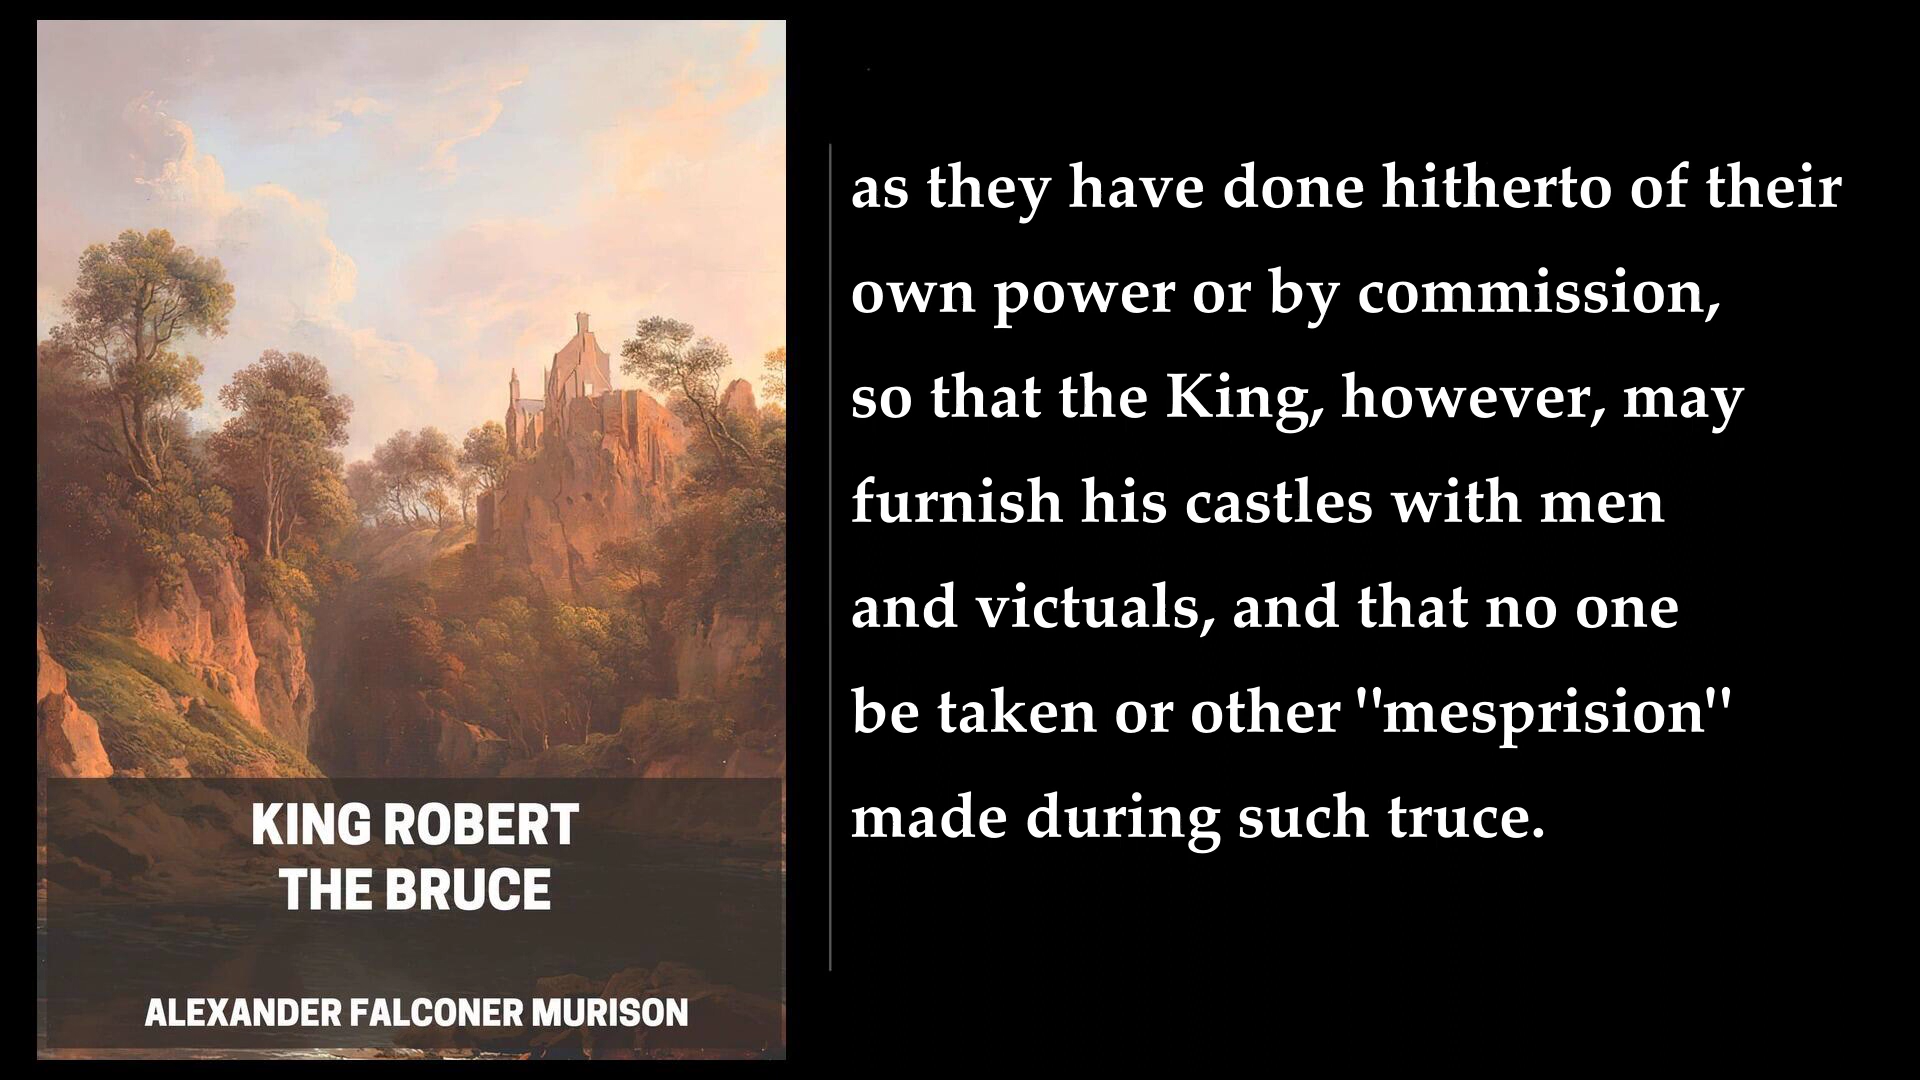 KING ROBERT
THE BRUCE
ALEXANDER FALCONER MURISON
as they have done hitherto of their
own power or by commission,
so that the King, however, may
furnish his castles with men
and victuals, and that no one
be taken or other "mesprision"
made during such truce.